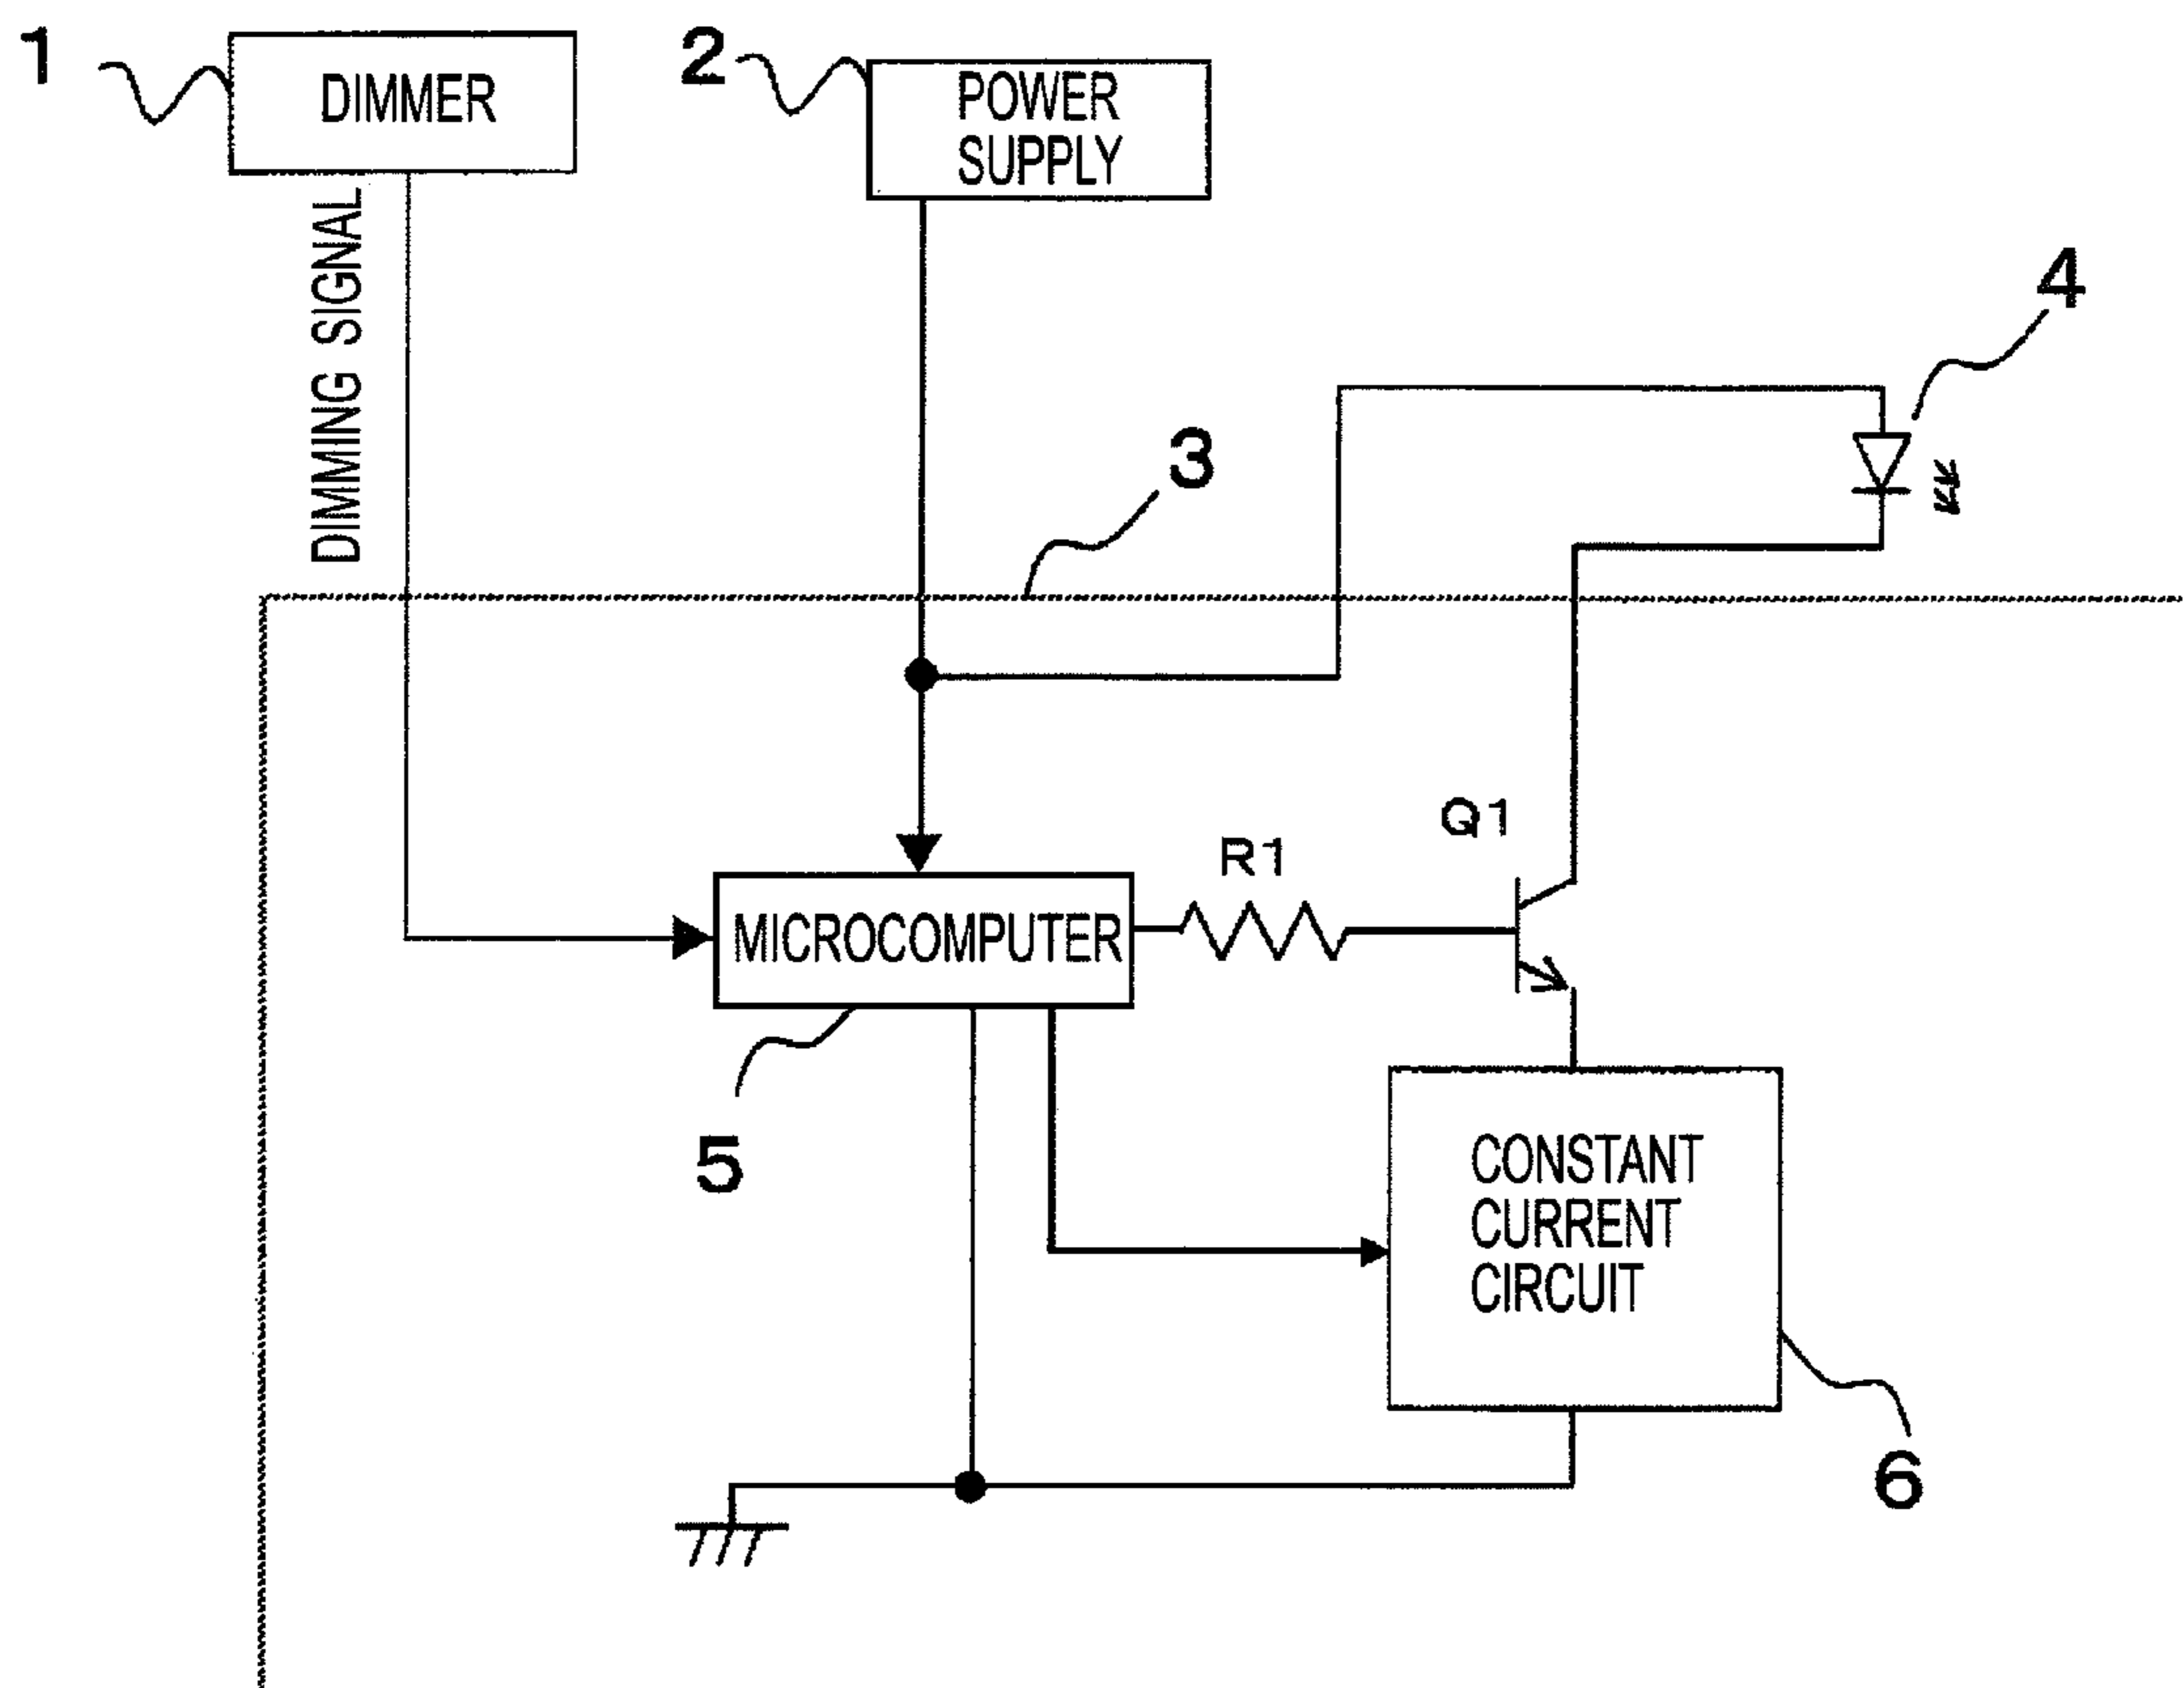 1
DIMMER
2
POWER
SUPPLY
DIMMING SIGNAL
4
3
Q1
R1
MICROCOMPUTER
5
CONSTANT
CURRENT
CIRCUIT
6